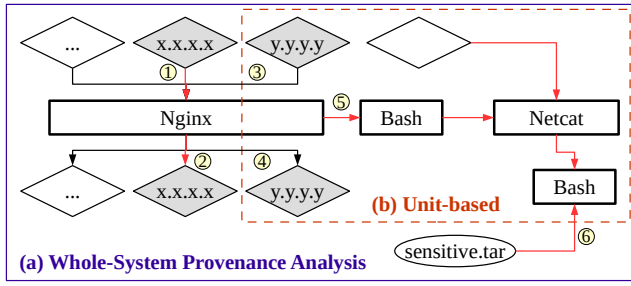 ... x.x.x.x y.y.y.y
① ③
Nginx ⑤ Bash Netcat
② ④
... x.x.x.x y.y.y.y Bash
(b) Unit-based
⑥
sensitive.tar
(a) Whole-System Provenance Analysis